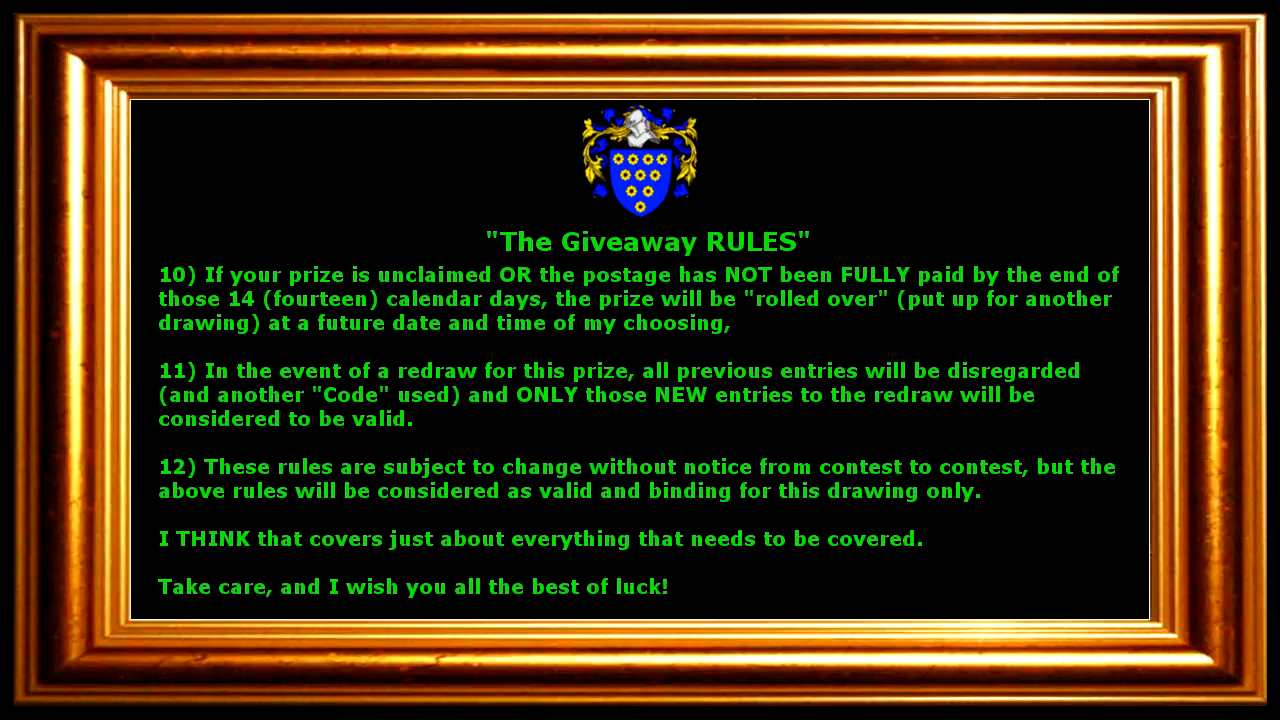 "The Giveaway RULES"
10) If your prize is unclaimed OR the postage has NOT been FULLY paid by the end of
those 14 (fourteen) calendar days, the prize will be "rolled over" (put up for another
drawing) at a future date and time of my choosing,
11) In the event of a redraw for this prize, all previous entries will be disregarded
(and another "Code" used) and ONLY those NEW entries to the redraw will be
considered to be valid.
12) These rules are subject to change without notice from contest to contest, but the
above rules will be considered as valid and binding for this drawing only.
I THINK that covers just about everything that needs to be covered.
Take care, and I wish you all the best of luck!